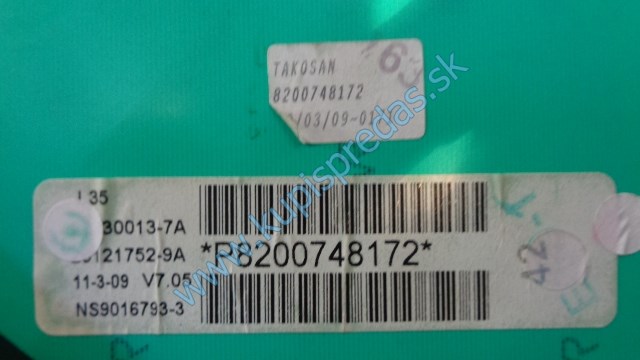 63
TAKOSAN
8200748172
/03/09-01
L35
30013-7A
121752-9A
11-3-09 V7.05
NS9016793-3
*P8200748172*
42
www.kupispredas.sk